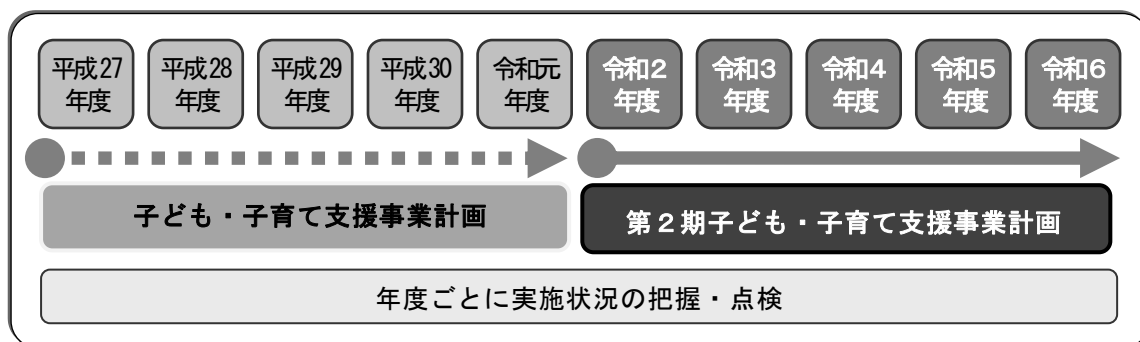 平成27
年度
平成28
年度
平成29
年度
平成30
年度
令和元
年度
令和2
年度
令和3
年度
令和4
年度
令和5
年度
令和6
年度
子ども・子育て支援事業計画
第２期子ども・子育て支援事業計画
年度ごとに実施状況の把握・点検